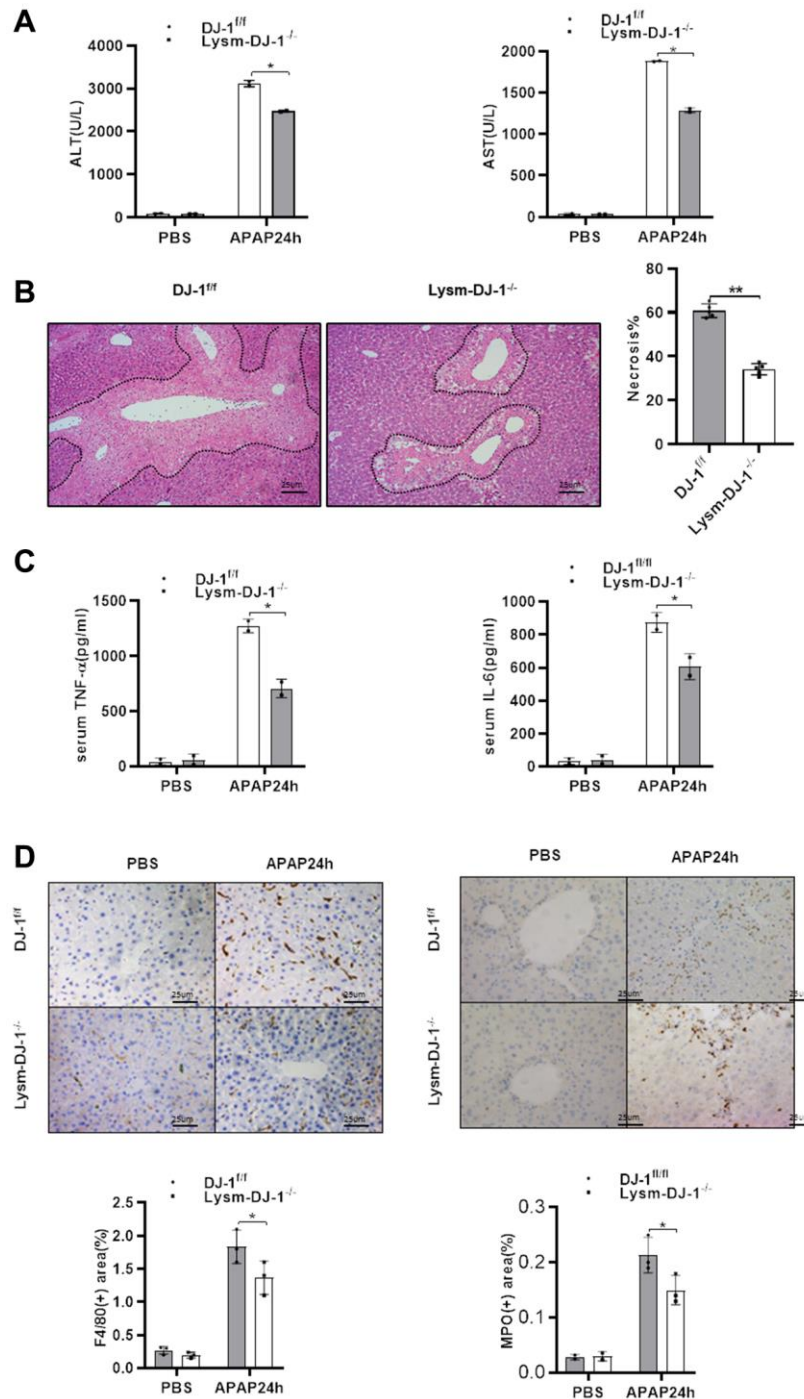 A
DJ-1f/f
Lysm-DJ-1-/-
ALT(U/L)
4000
3000
2000
1000
0
*
PBS
APAP24h
DJ-1f/f
Lysm-DJ-1-/-
AST(U/L)
2000
1500
1000
500
0
*
PBS
APAP24h
B
DJ-1f/f
Lysm-DJ-1-/-
25um
25um
Necrosis%
80
60
40
20
0
**
DJ-1f/f
Lysm-DJ-1-/-
C
DJ-1f/f
Lysm-DJ-1-/-
serum TNF-α(pg/ml)
1500
1000
500
0
*
PBS
APAP24h
DJ-1fl/fl
Lysm-DJ-1-/-
serum IL-6(pg/ml)
1000
800
600
400
200
0
*
PBS
APAP24h
D
PBS
APAP24h
DJ-1f/f
25um
25um
Lysm-DJ-1-/-
25um
25um
PBS
APAP24h
DJ-1f/f
25um
25um
Lysm-DJ-1-/-
25um
25um
DJ-1f/f
Lysm-DJ-1-/-
F4/80(+) area(%)
2.5
2.0
1.5
1.0
0.5
0.0
*
PBS
APAP24h
DJ-1fl/fl
Lysm-DJ-1-/-
MPO(+) area(%)
0.3
0.2
0.1
0.0
*
PBS
APAP24h